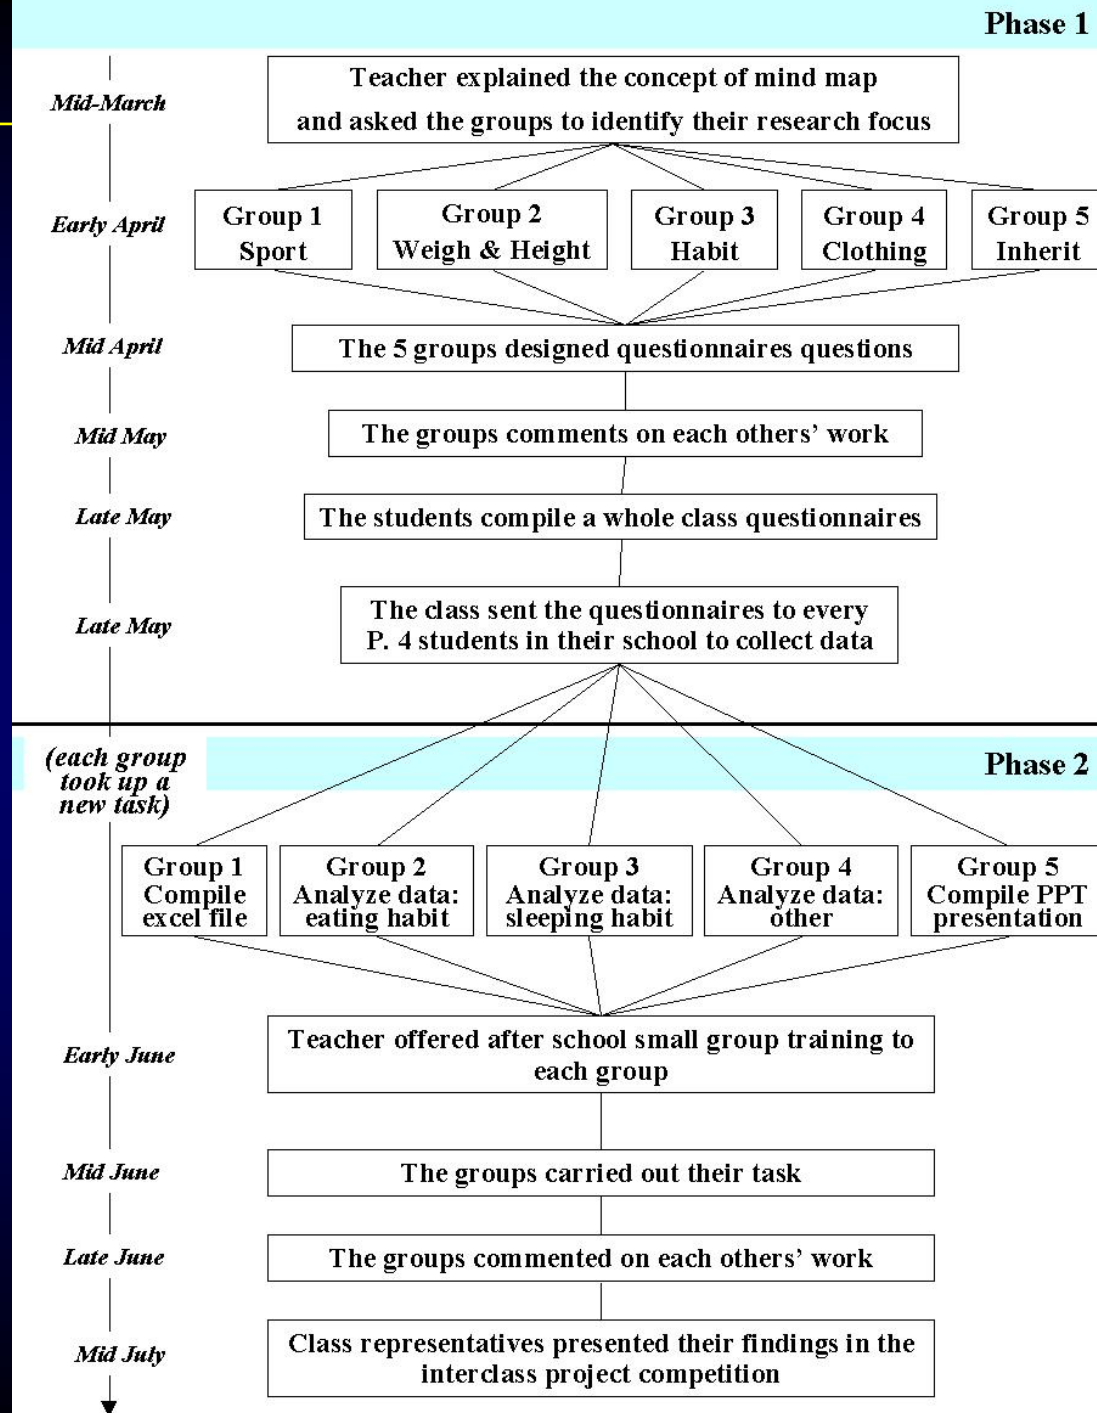 Phase 1
Mid-March
Teacher explained the concept of mind map
and asked the groups to identify their research focus
Early April
Group 1
Sport
Group 2
Weigh & Height
Group 3
Habit
Group 4
Clothing
Group 5
Inherit
Mid April
The 5 groups designed questionnaires questions
Mid May
The groups comments on each others' work
Late May
The students compile a whole class questionnaires
Late May
The class sent the questionnaires to every
P. 4 students in their school to collect data
(each group
took up a
new task)
Phase 2
Group 1
Compile
excel file
Group 2
Analyze data:
eating habit
Group 3
Analyze data:
sleeping habit
Group 4
Analyze data:
other
Group 5
Compile PPT
presentation
Early June
Teacher offered after school small group training to
each group
Mid June
The groups carried out their task
Late June
The groups commented on each others' work
Mid July
Class representatives presented their findings in the
interclass project competition